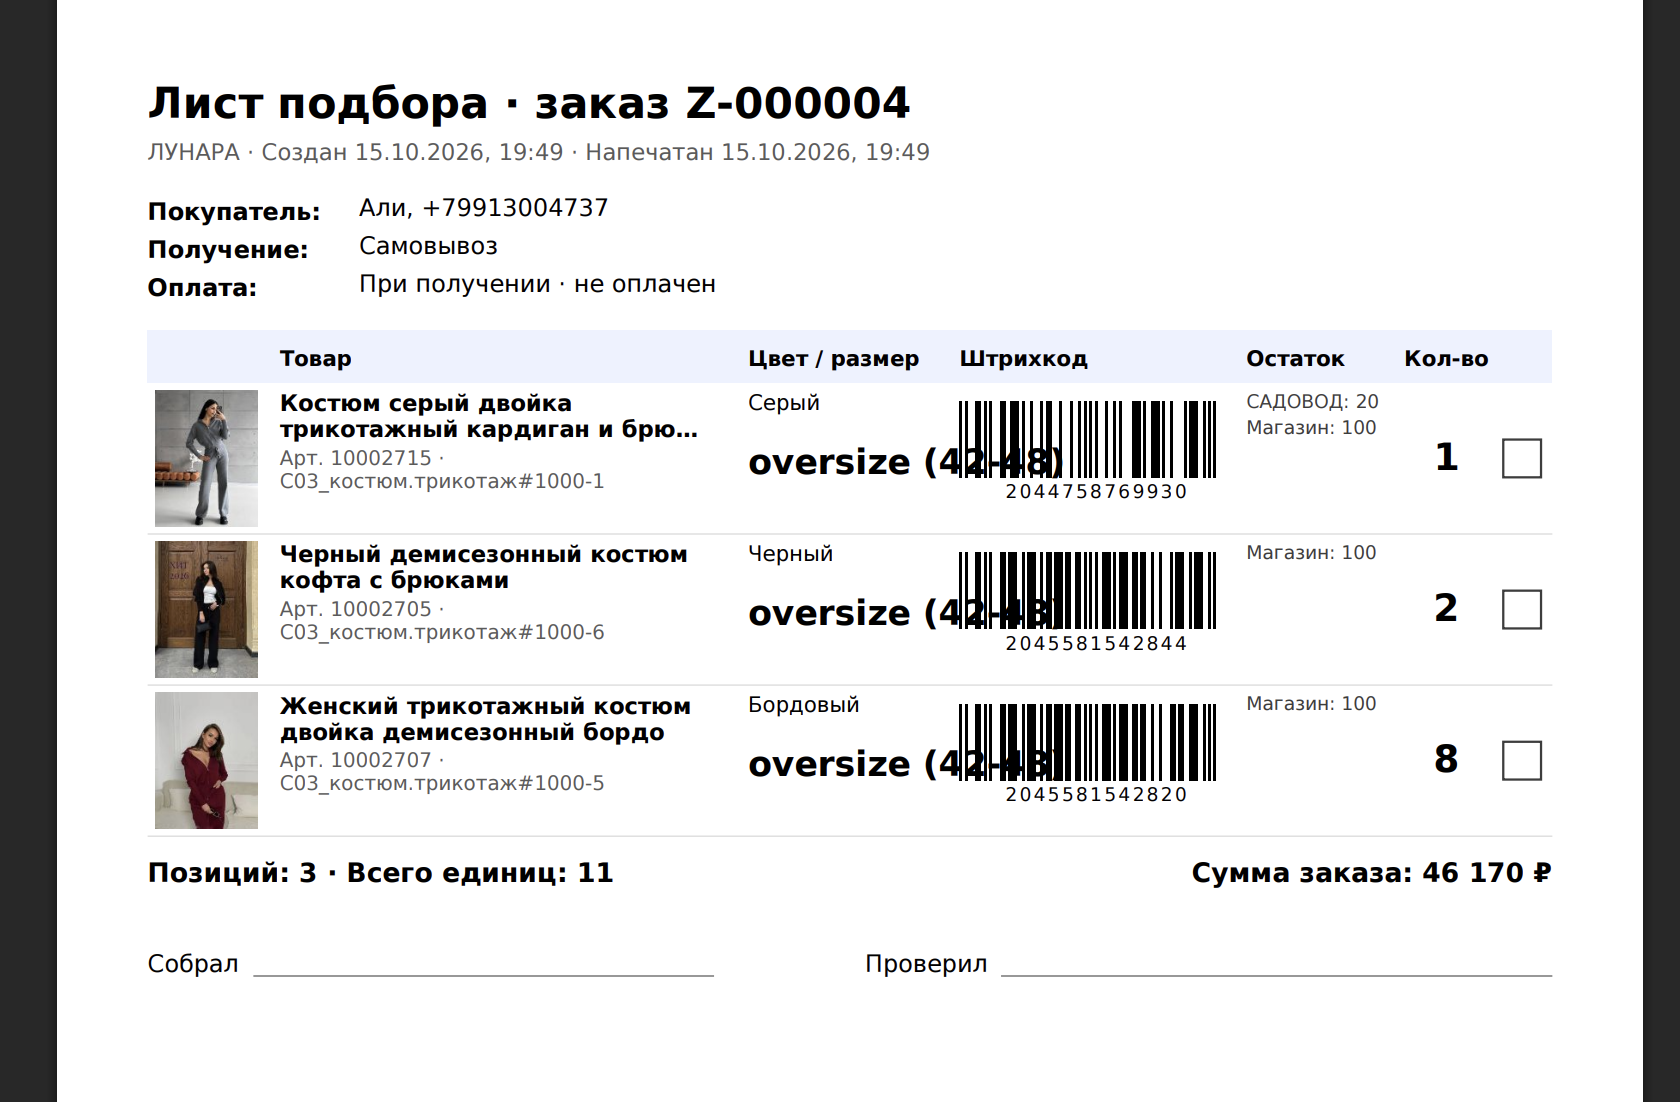 Лист подбора · заказ Z-000004
ЛУНАРА · Создан 15.10.2026, 19:49 · Напечатан 15.10.2026, 19:49
Покупатель: Али, +79913004737
Получение: Самовывоз
Оплата: При получении · не оплачен
Товар Цвет / размер Штрихкод Остаток Кол-во
Костюм серый двойка
трикотажный кардиган и брю...
Арт. 10002715 ·
С03_костюм.трикотаж#1000-1
Серый
oversize (42-48)
2044758769930
САДОВОД: 20
Магазин: 100
1
ХИТ
2026
Черный демисезонный костюм
кофта с брюками
Арт. 10002705 ·
С03_костюм.трикотаж#1000-6
Черный
oversize (42-48)
2045581542844
Магазин: 100
2
Женский трикотажный костюм
двойка демисезонный бордо
Арт. 10002707 ·
С03_костюм.трикотаж#1000-5
Бордовый
oversize (42-48)
2045581542820
Магазин: 100
8
Позиций: 3 · Всего единиц: 11 Сумма заказа: 46 170 ₽
Собрал Проверил